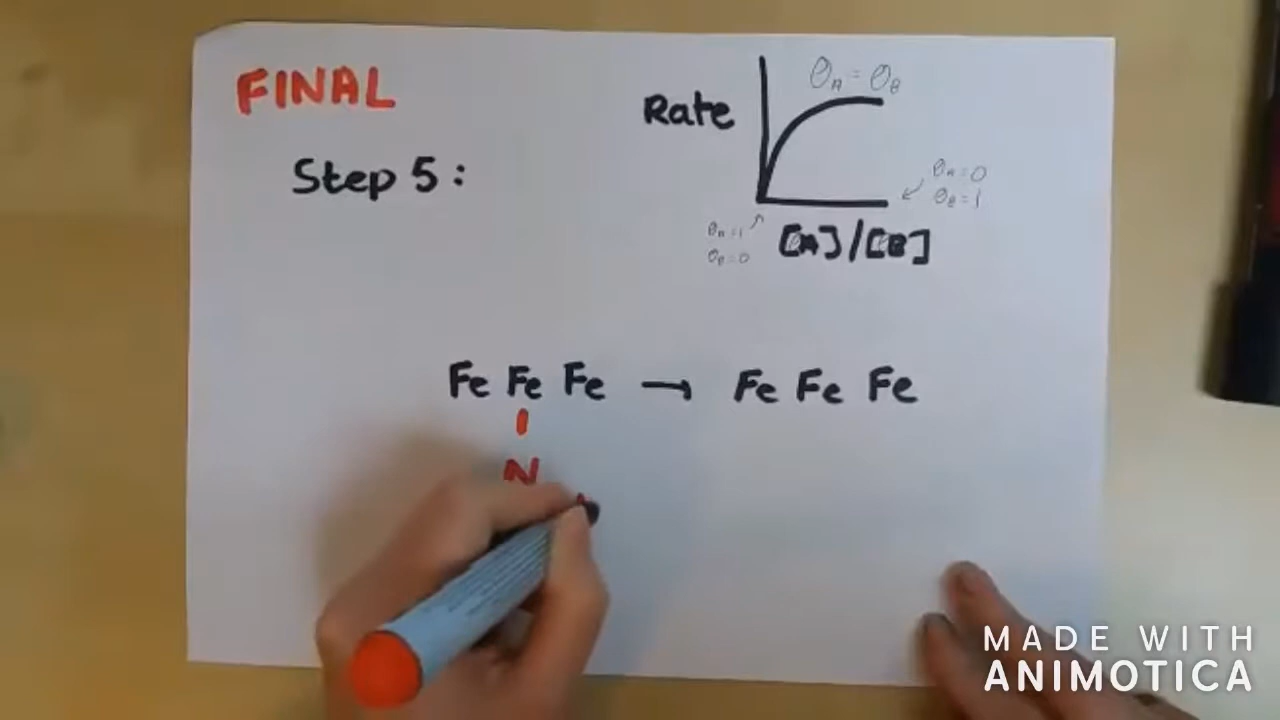 FINAL
Step 5:
Rate
θA = θB
θA=0
θB=1
θA=1
θB=0
[A]/[B]
Fe Fe Fe → Fe Fe Fe
N
MADE WITH
ANIMOTICA